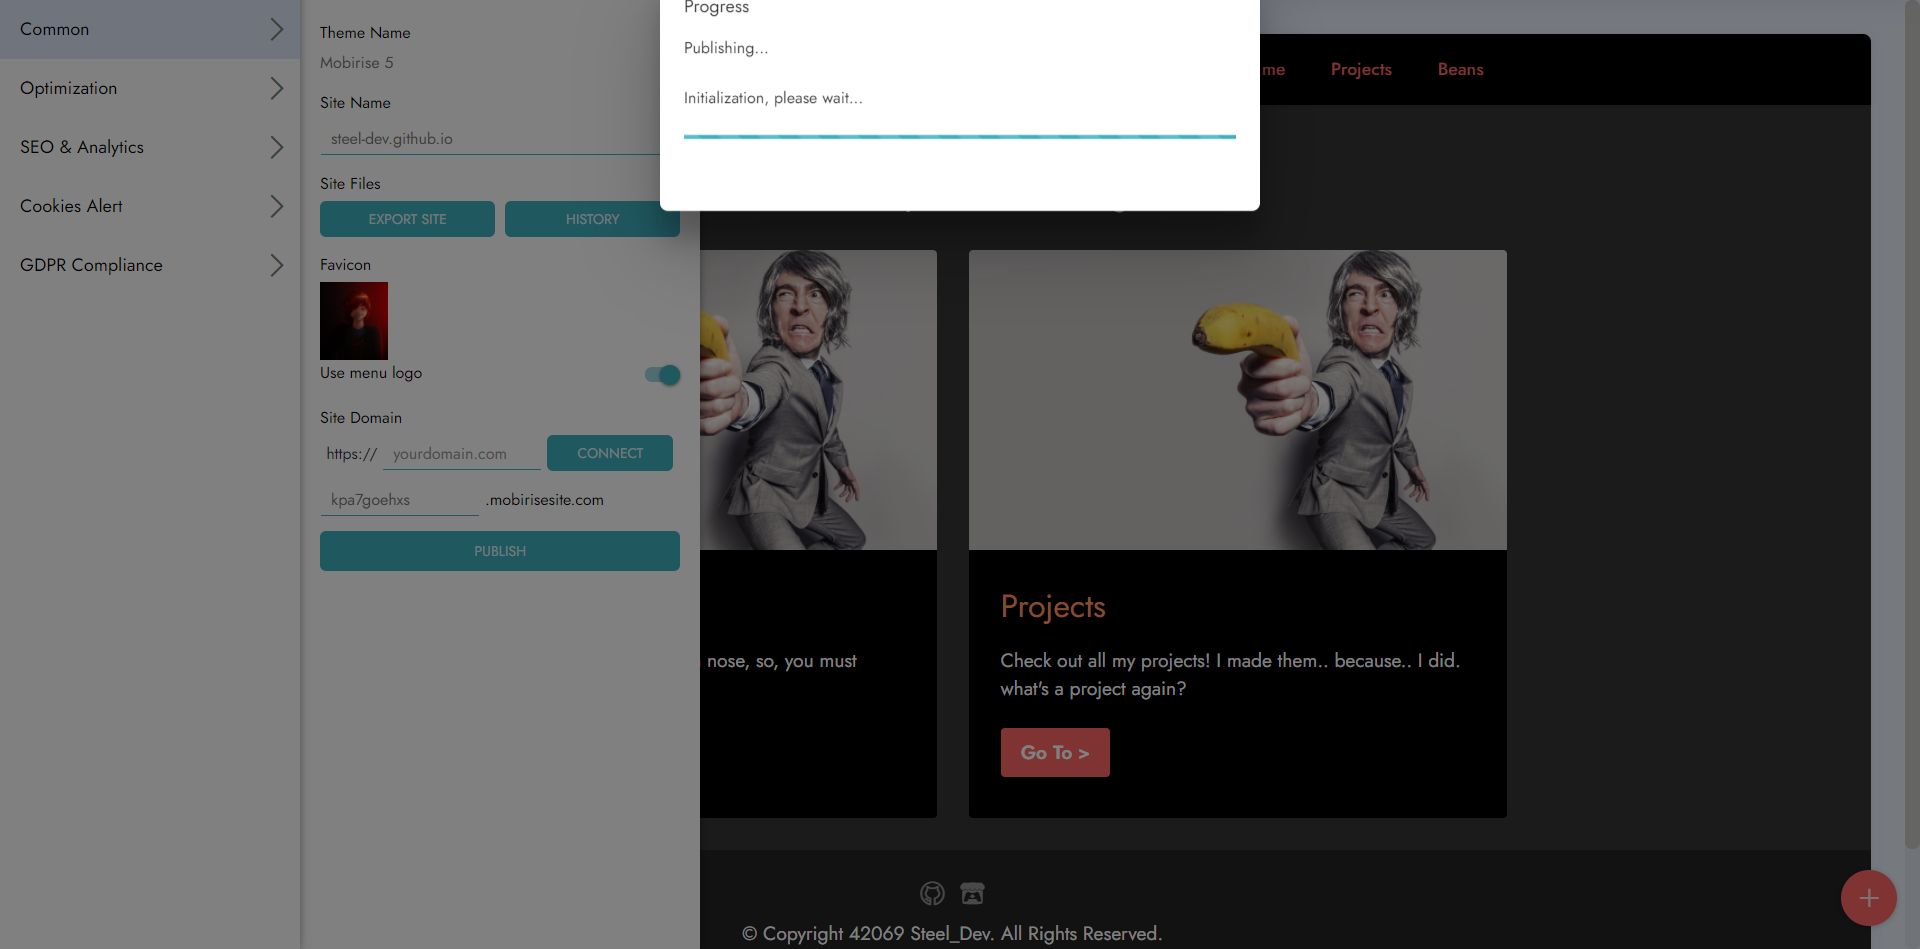 Common
Optimization
SEO & Analytics
Cookies Alert
GDPR Compliance
Theme Name
Mobirise 5
Site Name
steel-dev.github.io
Site Files
EXPORT SITE
HISTORY
Favicon
Use menu logo
Site Domain
https://
yourdomain.com
CONNECT
kpa7goehxs
.mobirisesite.com
PUBLISH
Progress
Publishing...
Initialization, please wait...
me
Projects
Beans
nose, so, you must
Projects
Check out all my projects! I made them.. because.. I did.
what's a project again?
Go To >
© Copyright 42069 Steel_Dev. All Rights Reserved.